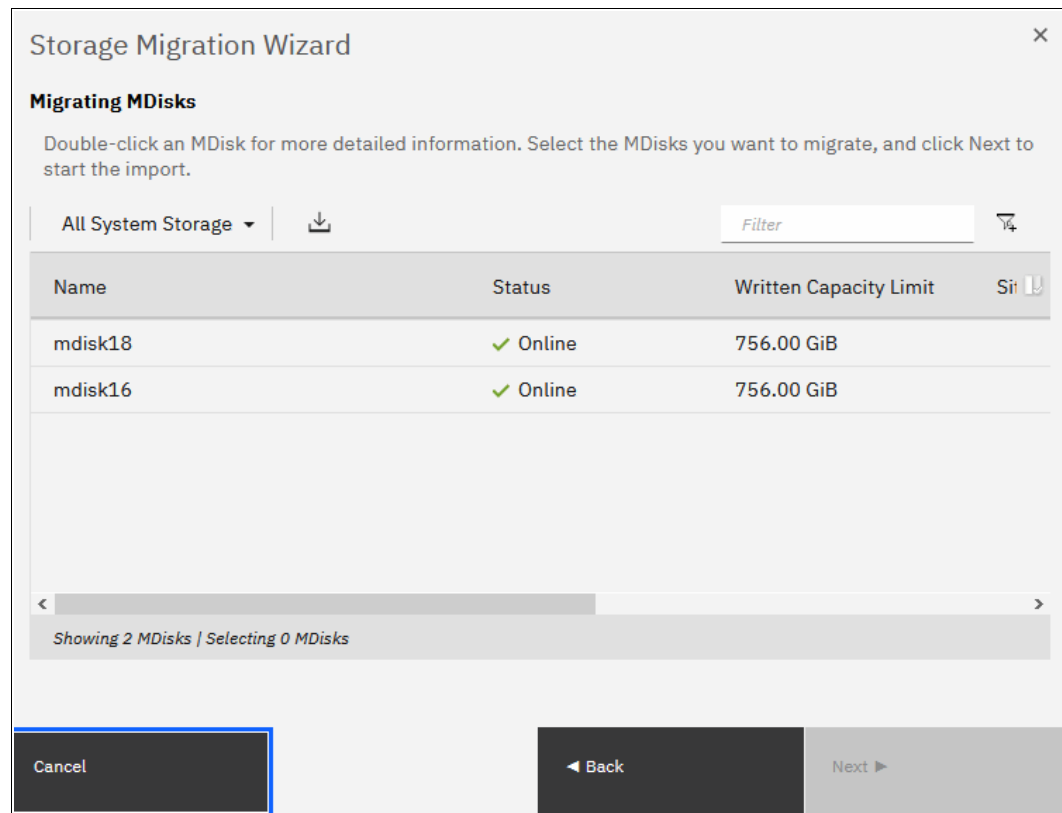 Storage Migration Wizard
Migrating MDisks
Double-click an MDisk for more detailed information. Select the MDisks you want to migrate, and click Next to
start the import.
All System Storage
Filter
Name Status Written Capacity Limit Sit
mdisk18 Online 756.00 GiB
mdisk16 Online 756.00 GiB
Showing 2 MDisks | Selecting 0 MDisks
Cancel Back Next